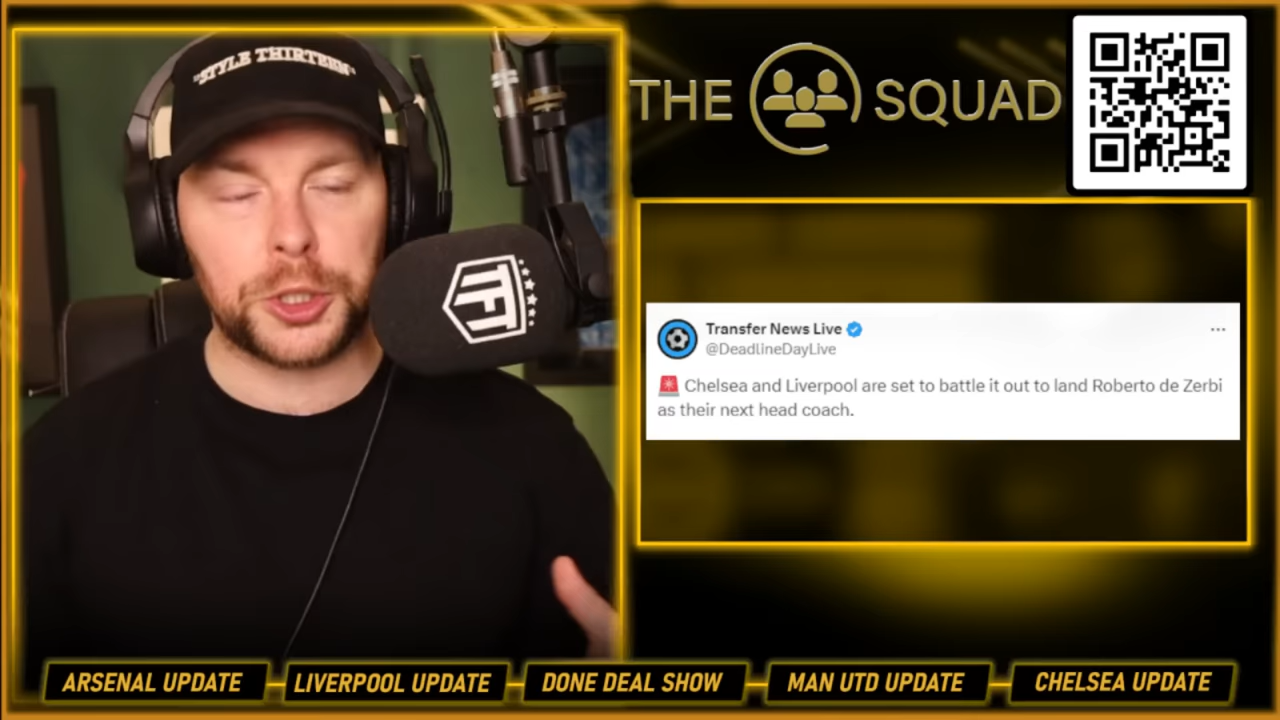 "STYLE THIRTEEN"
TFT
THE SQUAD
Transfer News Live
@DeadlineDayLive
🚨 Chelsea and Liverpool are set to battle it out to land Roberto de Zerbi
as their next head coach.
ARSENAL UPDATE
LIVERPOOL UPDATE
DONE DEAL SHOW
MAN UTD UPDATE
CHELSEA UPDATE